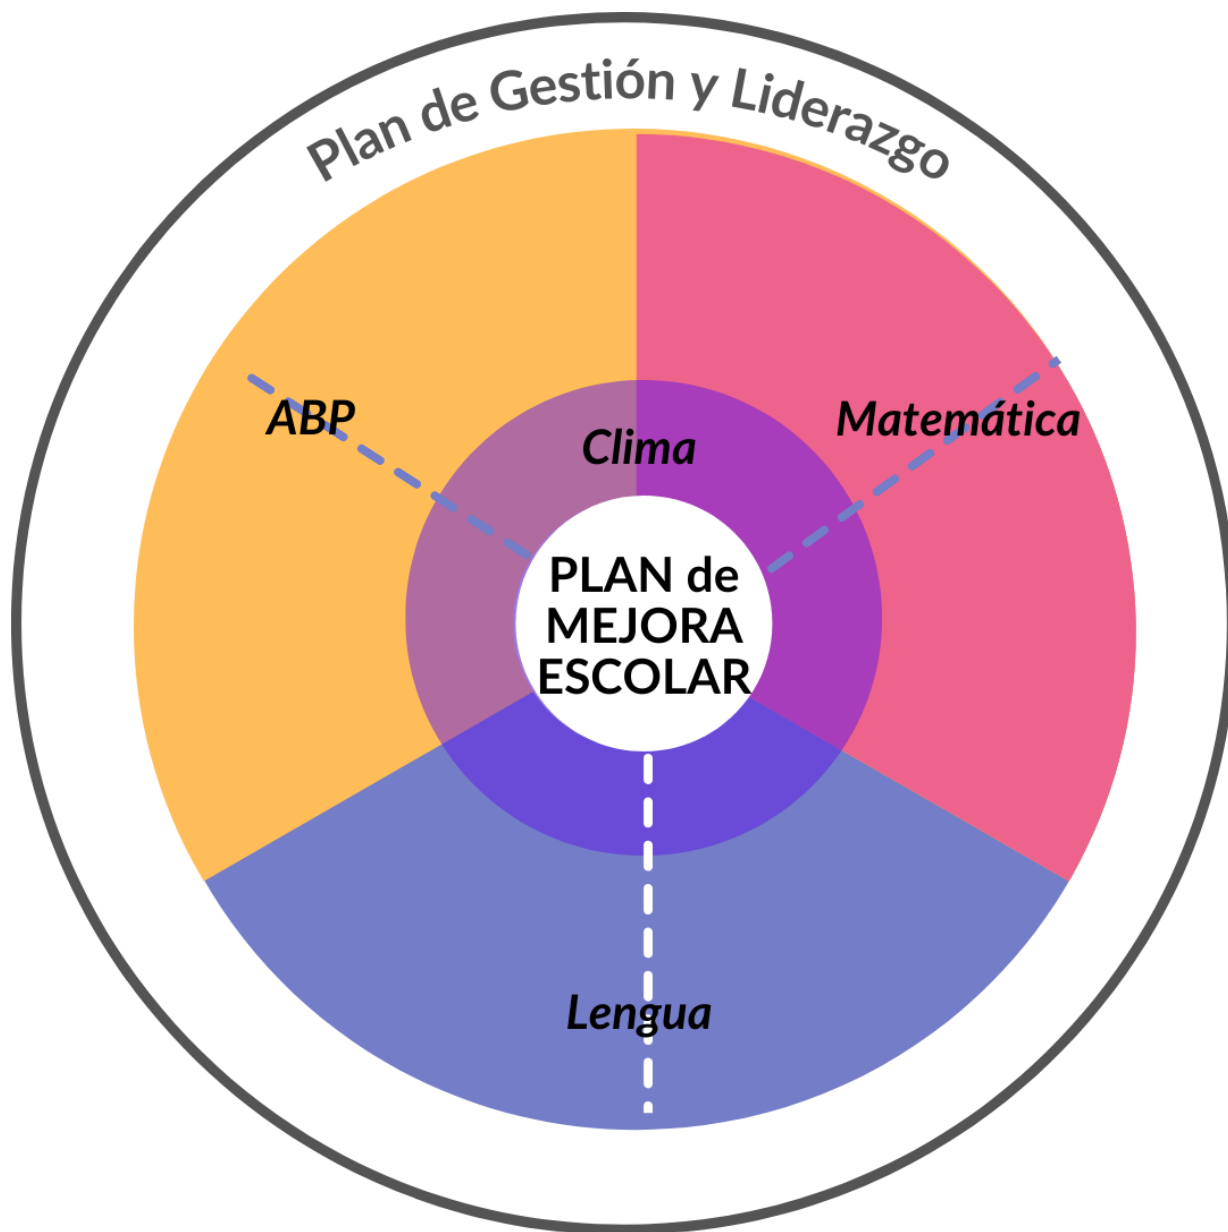 Plan de Gestión y Liderazgo
ABP
Clima
Matemática
PLAN de
MEJORA
ESCOLAR
Lengua